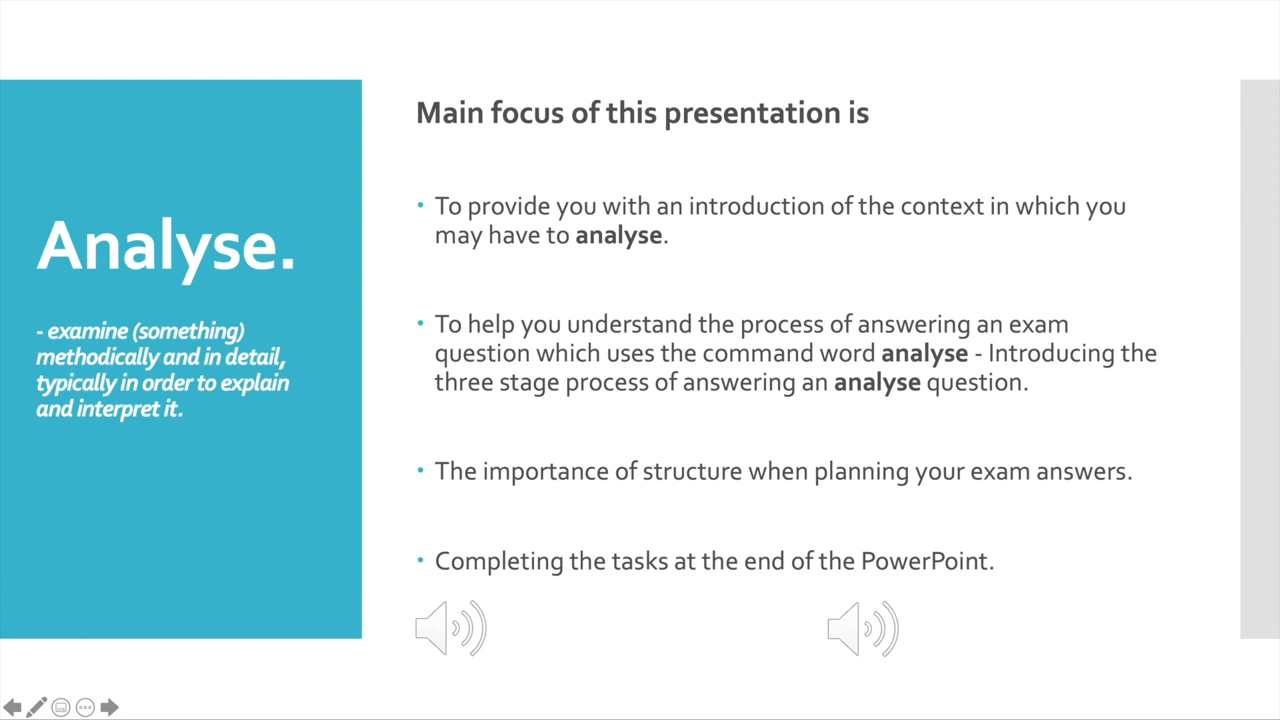 Analyse.
- examine (something)
methodically and in detail,
typically in order to explain
and interpret it.
Main focus of this presentation is
• To provide you with an introduction of the context in which you
may have to analyse.
• To help you understand the process of answering an exam
question which uses the command word analyse - Introducing the
three stage process of answering an analyse question.
• The importance of structure when planning your exam answers.
• Completing the tasks at the end of the PowerPoint.